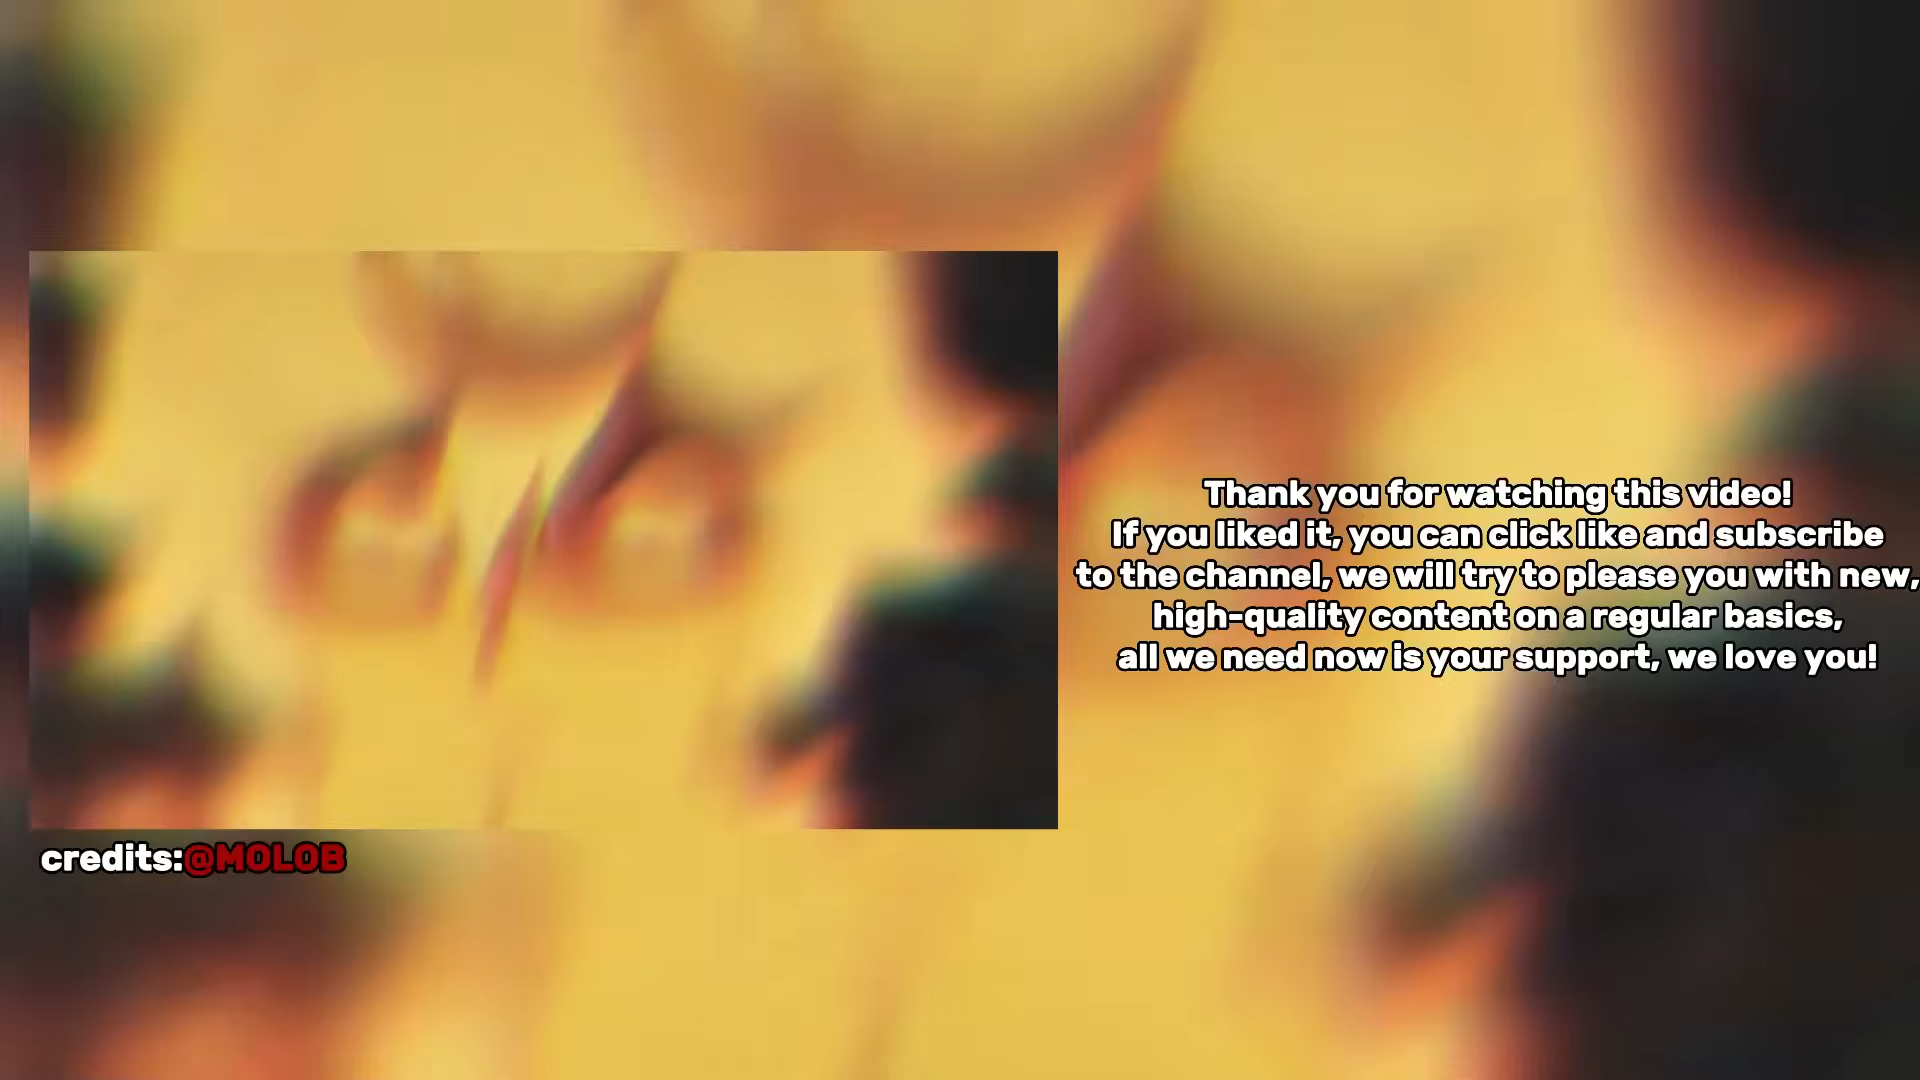 Thank you for watching this video!
If you liked it, you can click like and subscribe
to the channel, we will try to please you with new,
high-quality content on a regular basics,
all we need now is your support, we love you!
credits:@MOLOB